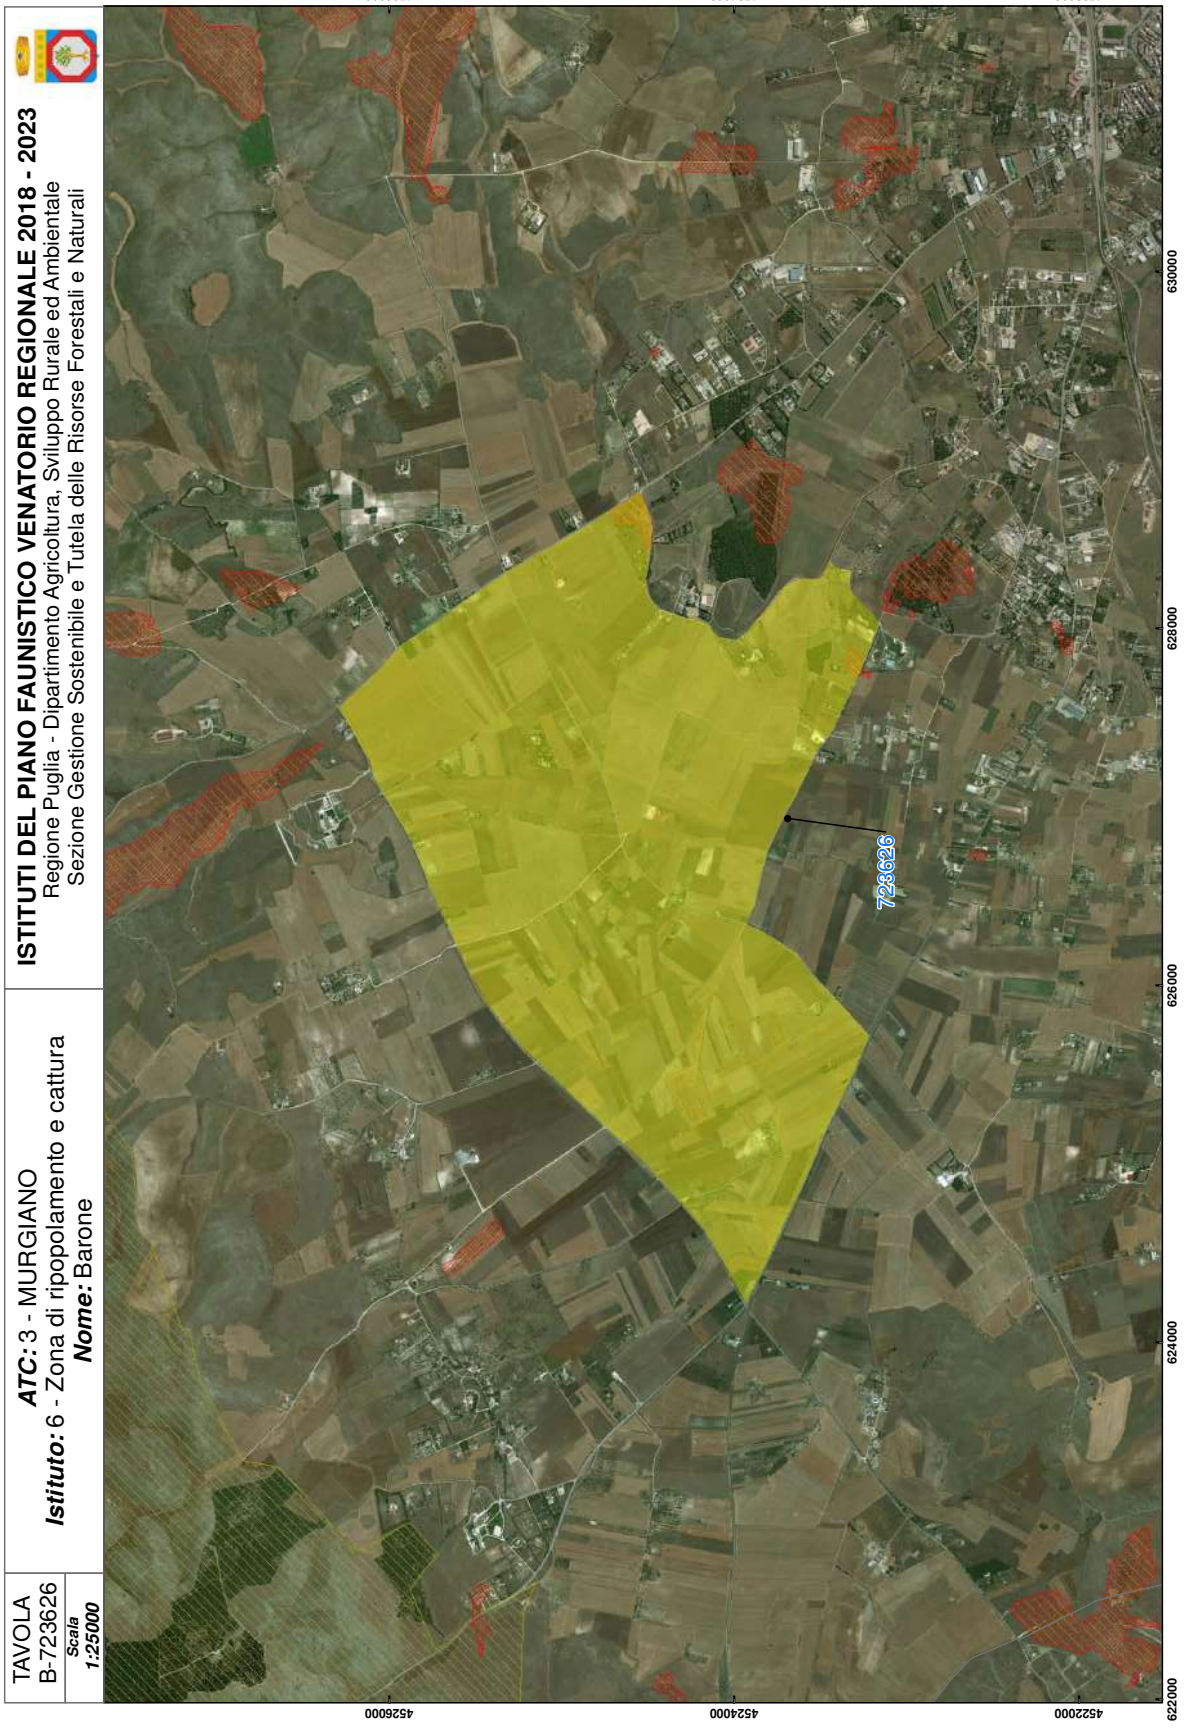 TAVOLA
B-723626
Scala
1:25000
ATC: 3 - MURGIANO
Istituto: 6 - Zona di ripopolamento e cattura
Nome: Barone
ISTITUTI DEL PIANO FAUNISTICO VENATORIO REGIONALE 2018 - 2023
Regione Puglia - Dipartimento Agricoltura, Sviluppo Rurale ed Ambientale
Sezione Gestione Sostenibile e Tutela delle Risorse Forestali e Naturali
723626
4526000
4524000
4522000
622000
624000
626000
628000
630000